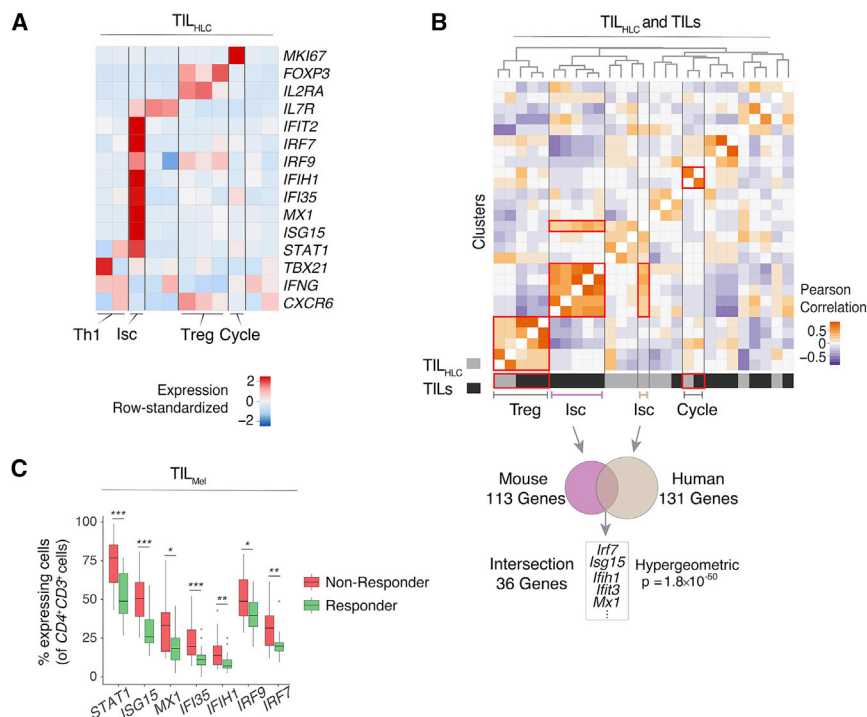 A
TIL_HLC
MKI67
FOXP3
IL2RA
IL7R
IFIT2
IRF7
IRF9
IFIH1
IFI35
MX1
ISG15
STAT1
TBX21
IFNG
CXCR6
Th1 Isc Treg Cycle
Expression
Row-standardized
2
0
−2
B
TIL_HLC and TILs
Clusters
Pearson
Correlation
0.5
0
−0.5
TIL_HLC
TILs
Treg Isc Isc Cycle
Mouse
113 Genes
Human
131 Genes
Intersection
36 Genes
Irf7
Isg15
Ifih1
Ifit3
Mx1
⋮
Hypergeometric
p = 1.8×10⁻⁵⁰
C
TIL_Mel
% expressing cells
(of CD4⁺CD3⁺ cells)
100
75
50
25
0
*** *** * *** ** * **
STAT1 ISG15 MX1 IFI35 IFIH1 IRF9 IRF7
Non-Responder
Responder